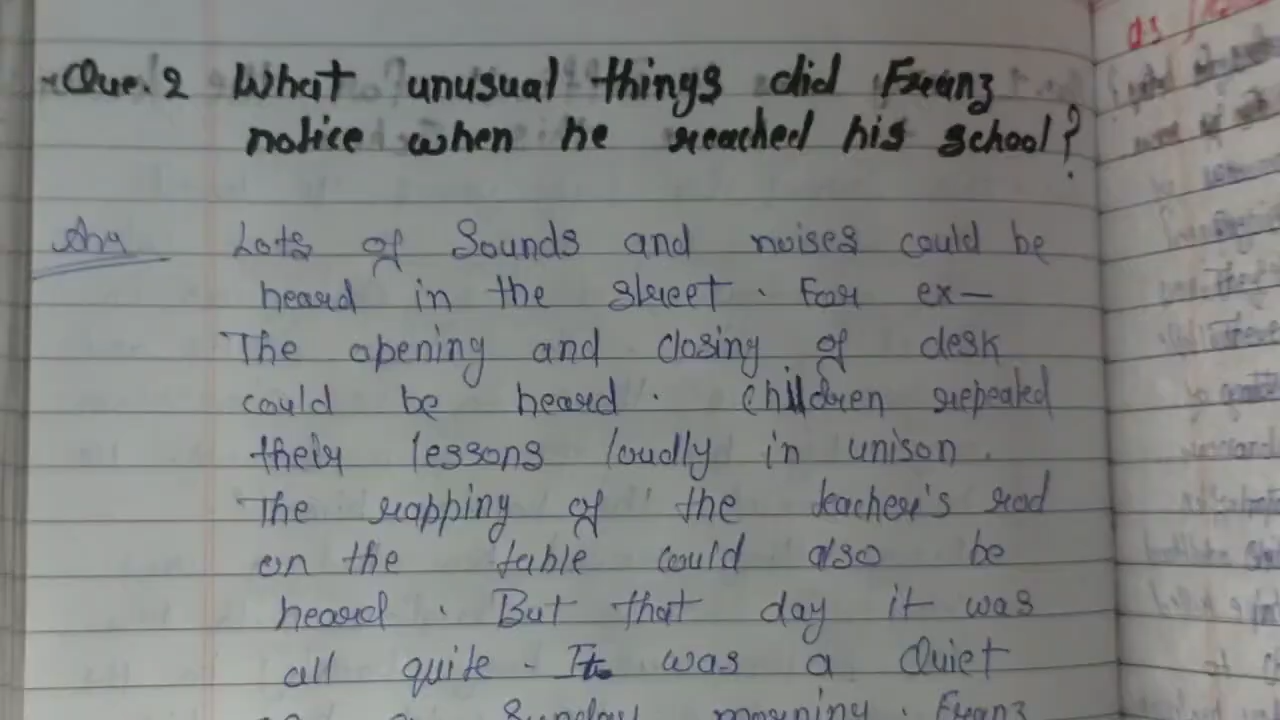 Que. 2 What unusual things did Franz
notice when he reached his school?
Ans Lots of Sounds and noises could be
heard in the street. For ex-
The opening and closing of desk
could be heard. Children repeated
their lessons loudly in unison.
The rapping of the teacher's rod
on the table could also be
heard. But that day it was
all quite. It was a Quiet
Sunday morning. Franz